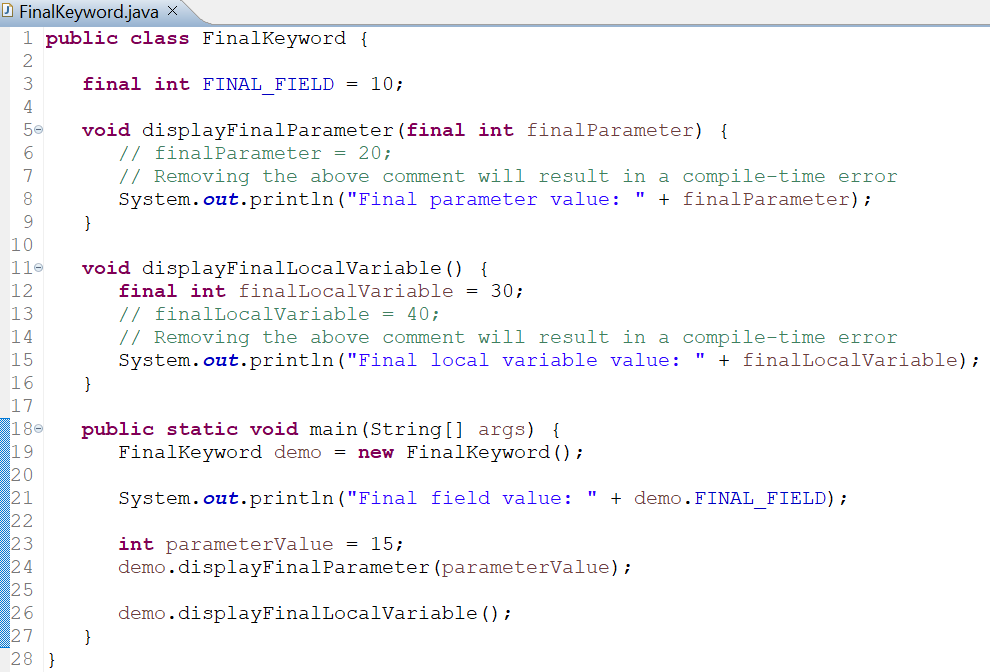 FinalKeyword.java
1 public class FinalKeyword {
2
3 final int FINAL_FIELD = 10;
4
5 void displayFinalParameter(final int finalParameter) {
6 // finalParameter = 20;
7 // Removing the above comment will result in a compile-time error
8 System.out.println("Final parameter value: " + finalParameter);
9 }
10
11 void displayFinalLocalVariable() {
12 final int finalLocalVariable = 30;
13 // finalLocalVariable = 40;
14 // Removing the above comment will result in a compile-time error
15 System.out.println("Final local variable value: " + finalLocalVariable);
16 }
17
18 public static void main(String[] args) {
19 FinalKeyword demo = new FinalKeyword();
20
21 System.out.println("Final field value: " + demo.FINAL_FIELD);
22
23 int parameterValue = 15;
24 demo.displayFinalParameter(parameterValue);
25
26 demo.displayFinalLocalVariable();
27 }
28 }